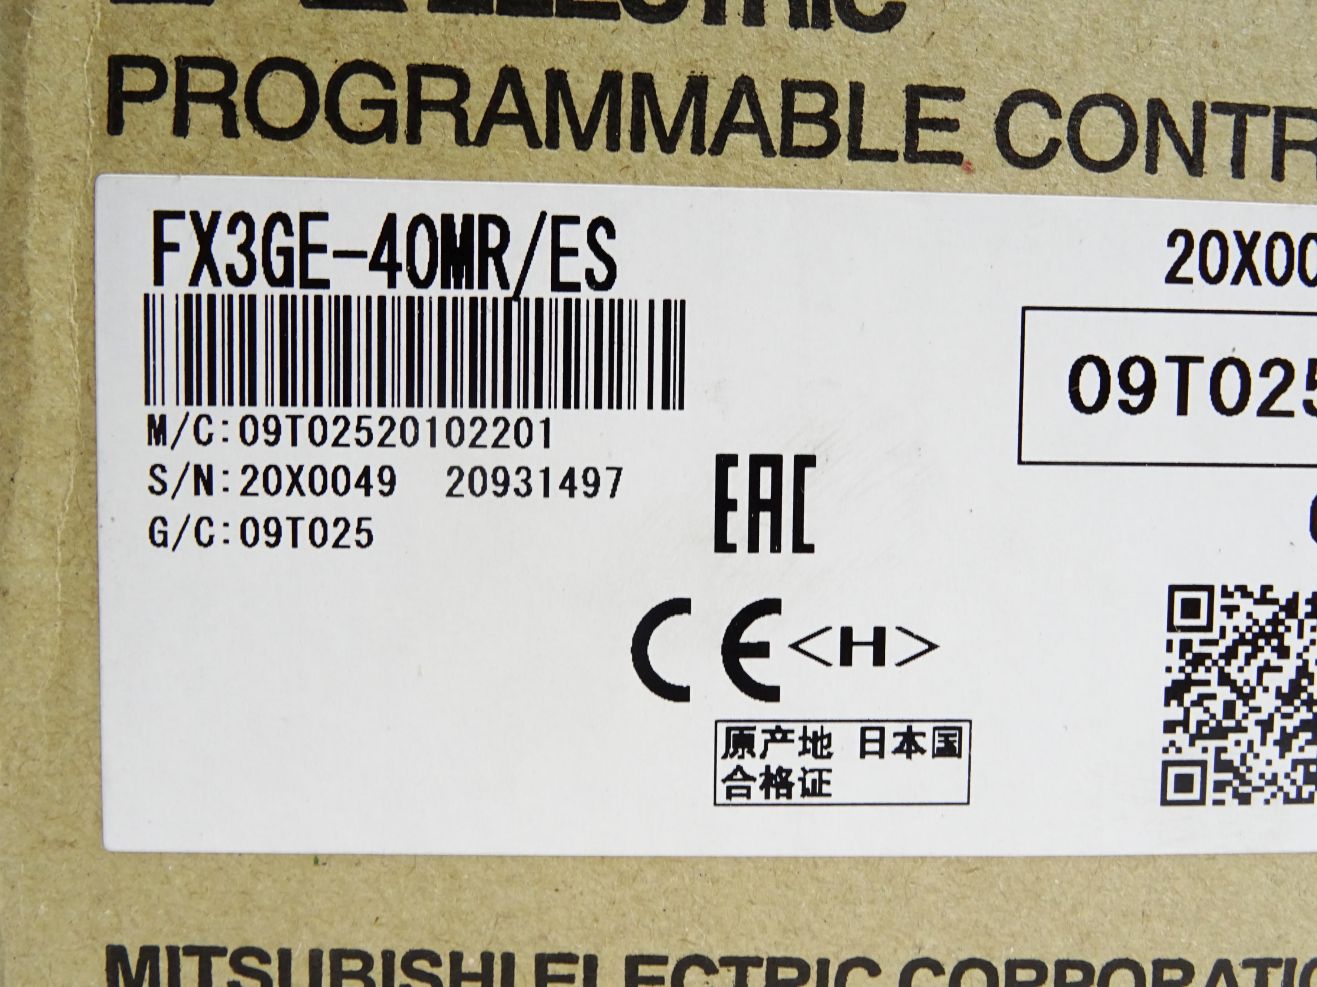 ELECTRIC
PROGRAMMABLE CONTR
FX3GE-40MR/ES
20X00
09T025
M/C:09T02520102201
S/N:20X0049 20931497
G/C:09T025
EAC
CE <H>
原产地 日本国
合格证
MITSUBISHI ELECTRIC CORPORATIO